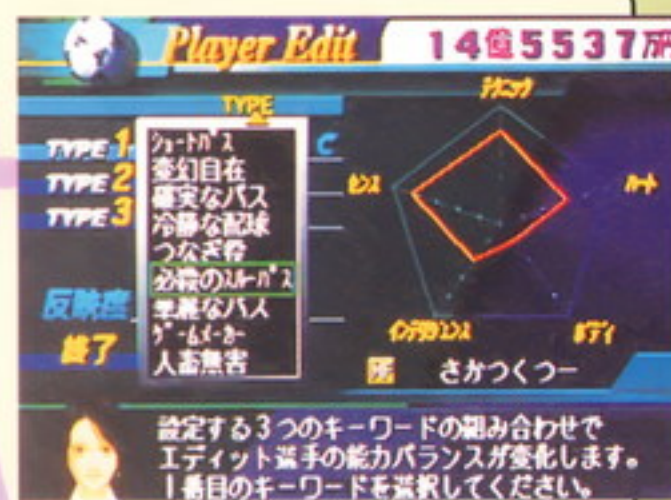 Player Edit
14億5537万円
TYPE
TYPE 1
TYPE 2
TYPE 3
C
ショートパス
変幻自在
確実なパス
冷静な配球
つなぎ役
必殺のスルーパス
華麗なパス
ゲームメーカー
人畜無害
反映度
終了
テクニック
センス
ハート
インテリジェンス
ボディ
さかつくつー
設定する3つのキーワードの組み合わせで
エディット選手の能力バランスが変化します。
1番目のキーワードを選択してください。